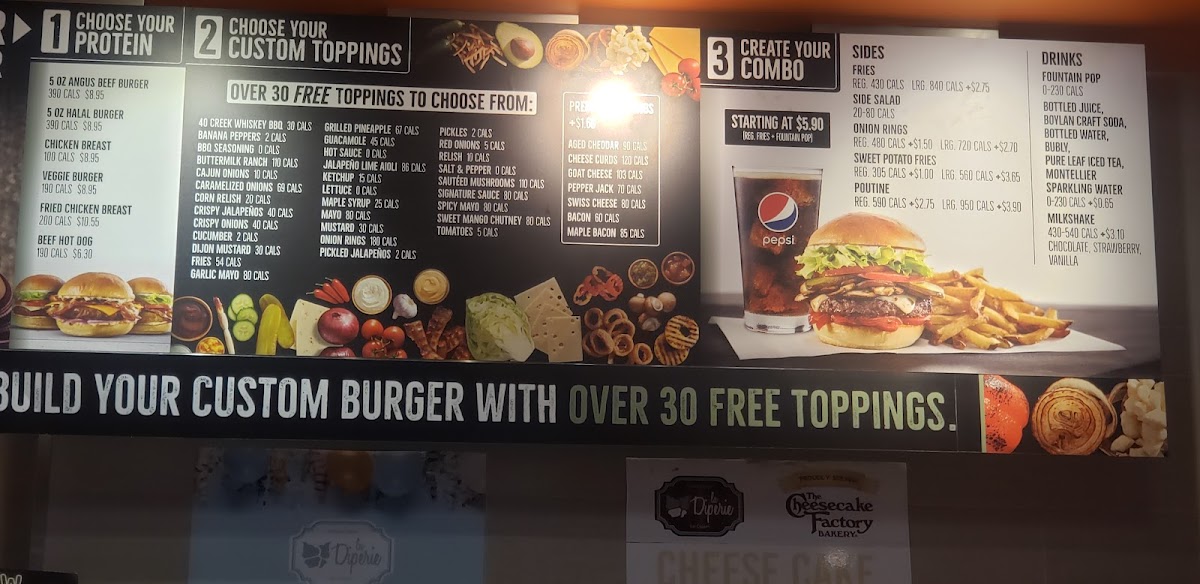 1 CHOOSE YOUR
PROTEIN
5 OZ ANGUS BEEF BURGER
390 CALS $8.95
5 OZ HALAL BURGER
390 CALS $8.95
CHICKEN BREAST
100 CALS $8.95
VEGGIE BURGER
190 CALS $8.95
FRIED CHICKEN BREAST
200 CALS $10.55
BEEF HOT DOG
190 CALS $6.30
2 CHOOSE YOUR
CUSTOM TOPPINGS
OVER 30 FREE TOPPINGS TO CHOOSE FROM:
40 CREEK WHISKEY BBQ 30 CALS
BANANA PEPPERS 2 CALS
BBQ SEASONING 0 CALS
BUTTERMILK RANCH 110 CALS
CAJUN ONIONS 10 CALS
CARAMELIZED ONIONS 69 CALS
CORN RELISH 20 CALS
CRISPY JALAPEÑOS 40 CALS
CRISPY ONIONS 40 CALS
CUCUMBER 2 CALS
DIJON MUSTARD 30 CALS
FRIES 54 CALS
GARLIC MAYO 80 CALS
GRILLED PINEAPPLE 67 CALS
GUACAMOLE 45 CALS
HOT SAUCE 0 CALS
JALAPEÑO LIME AIOLI 86 CALS
KETCHUP 15 CALS
LETTUCE 0 CALS
MAPLE SYRUP 25 CALS
MAYO 80 CALS
MUSTARD 30 CALS
ONION RINGS 180 CALS
PICKLED JALAPEÑOS 2 CALS
PICKLES 2 CALS
RED ONIONS 5 CALS
RELISH 10 CALS
SALT & PEPPER 0 CALS
SAUTÉED MUSHROOMS 110 CALS
SIGNATURE SAUCE 80 CALS
SPICY MAYO 80 CALS
SWEET MANGO CHUTNEY 80 CALS
TOMATOES 5 CALS
AGED CHEDDAR 90 CALS
CHEESE CURDS 120 CALS
GOAT CHEESE 103 CALS
PEPPER JACK 70 CALS
SWISS CHEESE 80 CALS
BACON 60 CALS
MAPLE BACON 85 CALS
3 CREATE YOUR
COMBO
STARTING AT $5.90
(REG. FRIES + FOUNTAIN POP)
pepsi
SIDES
FRIES
REG. 430 CALS LRG. 840 CALS +$2.75
SIDE SALAD
20-80 CALS
ONION RINGS
REG. 480 CALS +$1.50 LRG. 720 CALS +$2.70
SWEET POTATO FRIES
REG. 305 CALS +$1.00 LRG. 560 CALS +$3.65
POUTINE
REG. 590 CALS +$2.75 LRG. 950 CALS +$3.90
DRINKS
FOUNTAIN POP
0-230 CALS
BOTTLED JUICE,
BOYLAN CRAFT SODA,
BOTTLED WATER,
BUBLY,
PURE LEAF ICED TEA,
MONTELLIER
SPARKLING WATER
0-230 CALS +$0.65
MILKSHAKE
430-540 CALS +$3.10
CHOCOLATE, STRAWBERRY,
VANILLA
BUILD YOUR CUSTOM BURGER WITH OVER 30 FREE TOPPINGS.
la
Diperie
la
Diperie
The
Cheesecake
Factory
BAKERY®
CHEESE CAKE